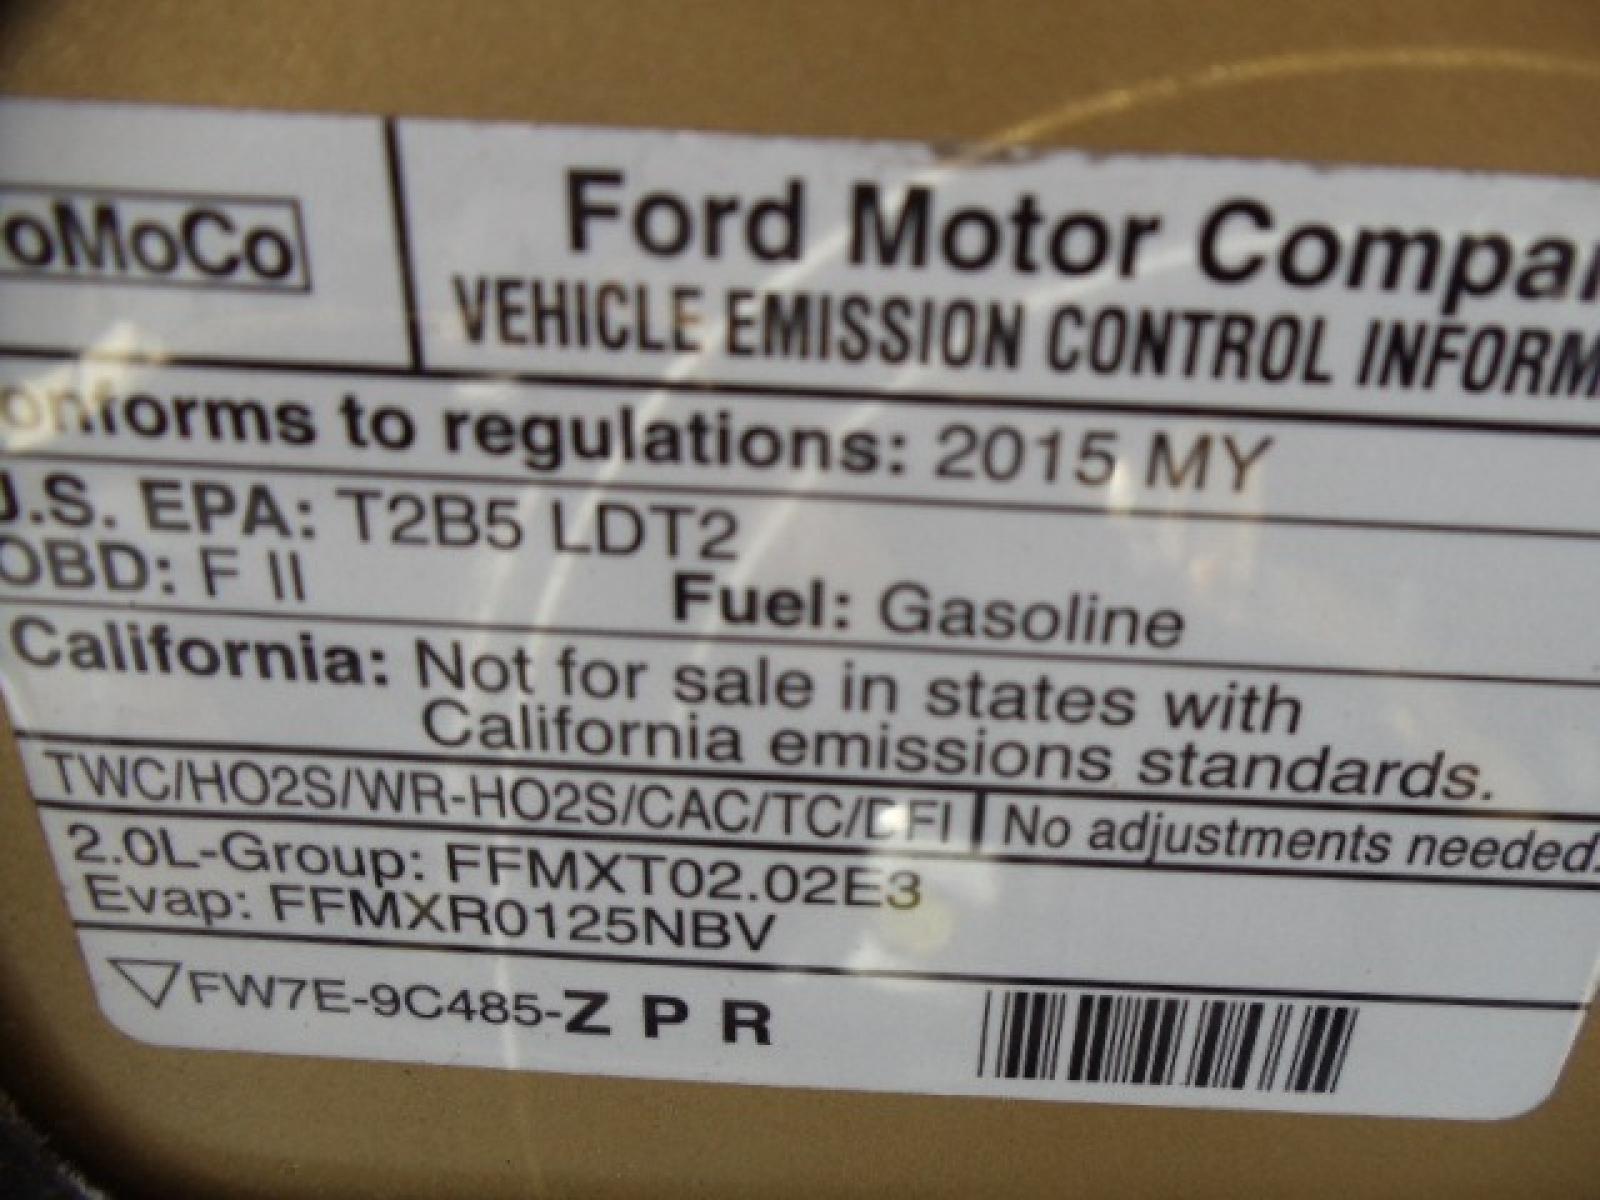 oMoCo
Ford Motor Compa
VEHICLE EMISSION CONTROL INFORM
onforms to regulations: 2015 MY
U.S. EPA: T2B5 LDT2
OBD: F II Fuel: Gasoline
California: Not for sale in states with
California emissions standards.
TWC/HO2S/WR-HO2S/CAC/TC/DFI No adjustments needed.
2.0L-Group: FFMXT02.02E3
Evap: FFMXR0125NBV
FW7E-9C485-Z P R